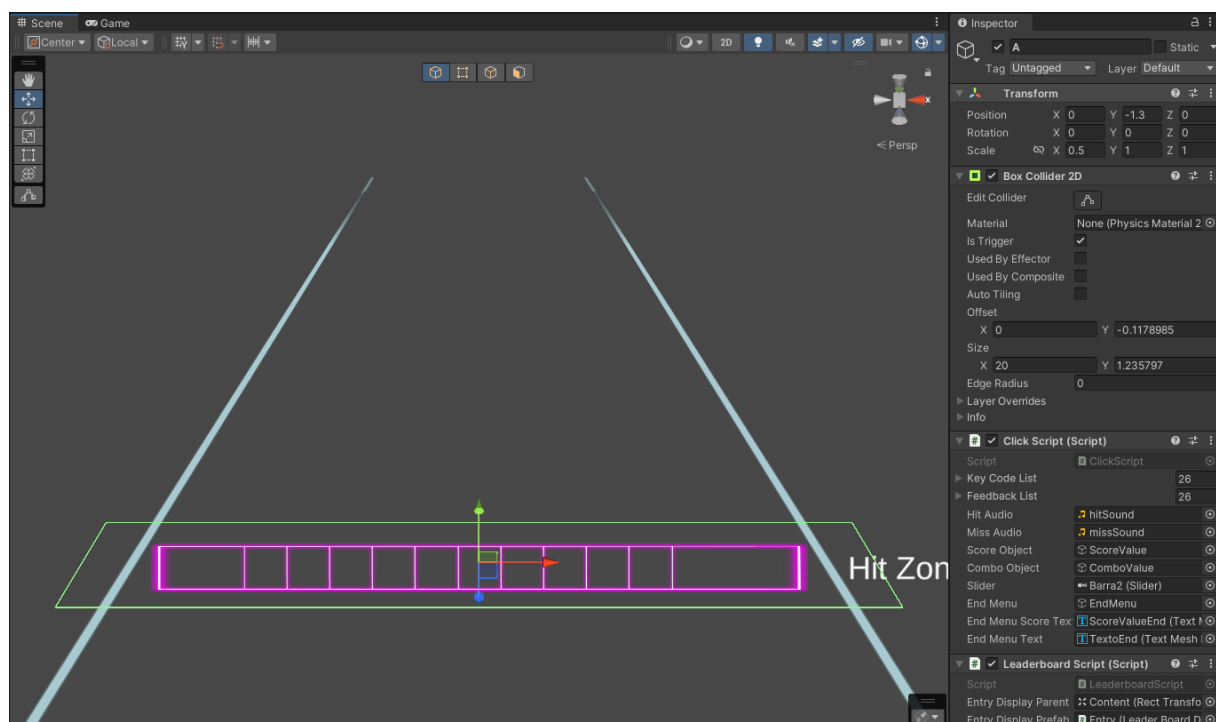 Scene Game
Center Local
2D
x
Persp
Hit Zon
Inspector
A Static
Tag Untagged Layer Default
Transform
Position X 0 Y -1.3 Z 0
Rotation X 0 Y 0 Z 0
Scale X 0.5 Y 1 Z 1
Box Collider 2D
Edit Collider
Material None (Physics Material 2
Is Trigger
Used By Effector
Used By Composite
Auto Tiling
Offset
X 0 Y -0.1178985
Size
X 20 Y 1.235797
Edge Radius 0
Layer Overrides
Info
# Click Script (Script)
Script ClickScript
Key Code List 26
Feedback List 26
Hit Audio hitSound
Miss Audio missSound
Score Object ScoreValue
Combo Object ComboValue
Slider Barra2 (Slider)
End Menu EndMenu
End Menu Score Tex ScoreValueEnd (Text M
End Menu Text TextoEnd (Text Mesh
# Leaderboard Script (Script)
Script LeaderboardScript
Entry Display Parent Content (Rect Transfo
Entry Display Prefab Entry (Leader Board D